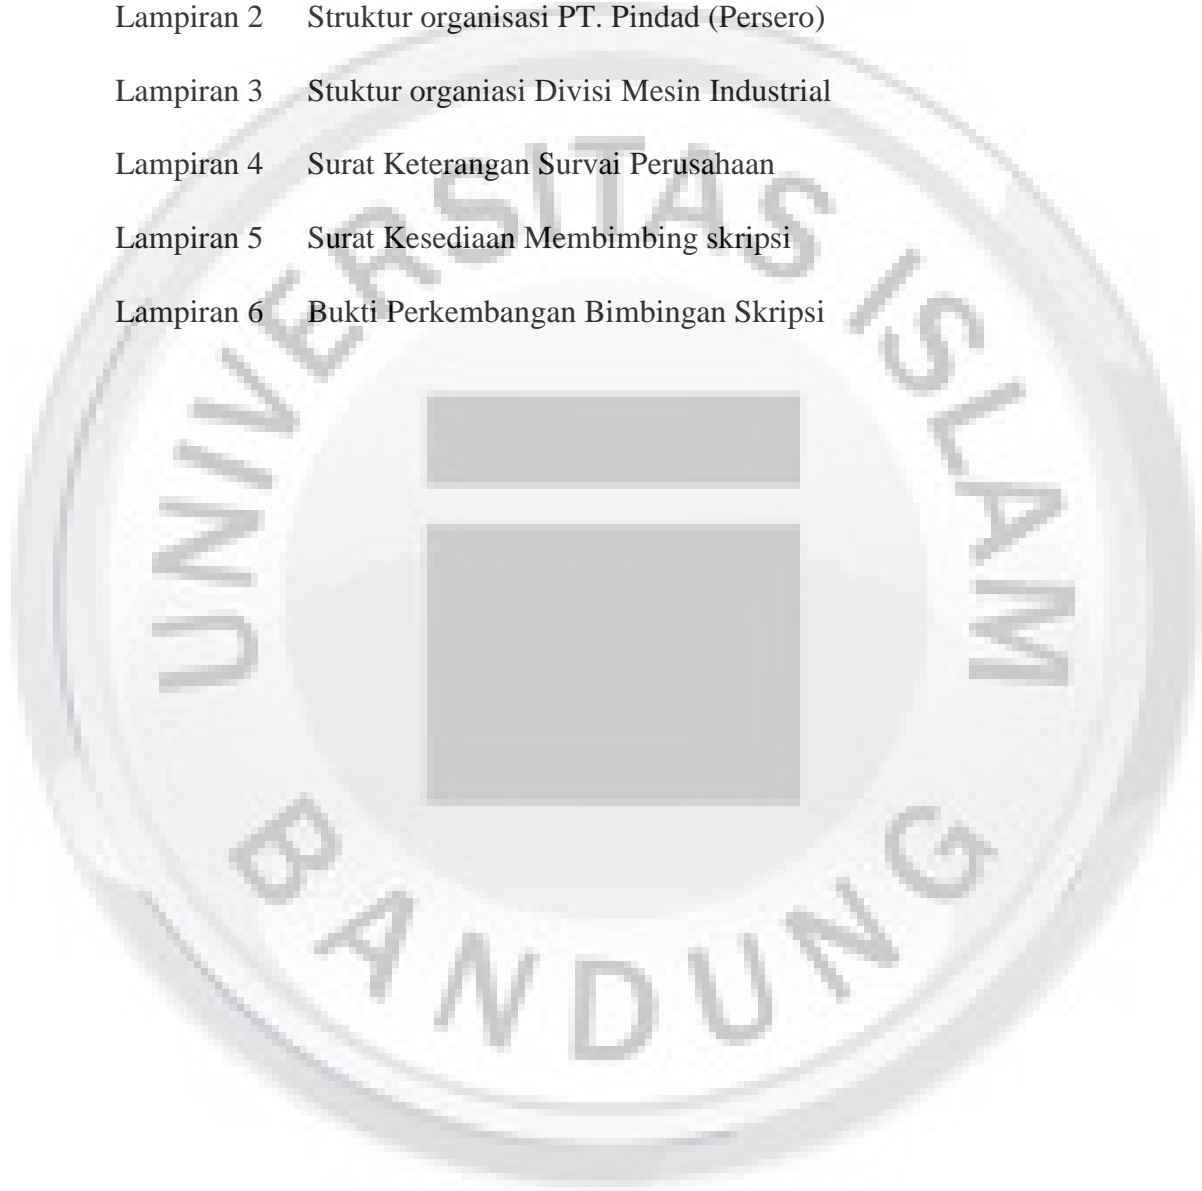 Lampiran 2 Struktur organisasi PT. Pindad (Persero)
Lampiran 3 Stuktur organiasi Divisi Mesin Industrial
Lampiran 4 Surat Keterangan Survai Perusahaan
Lampiran 5 Surat Kesediaan Membimbing skripsi
Lampiran 6 Bukti Perkembangan Bimbingan Skripsi
UNIVERSITAS ISLAM
BANDUNG